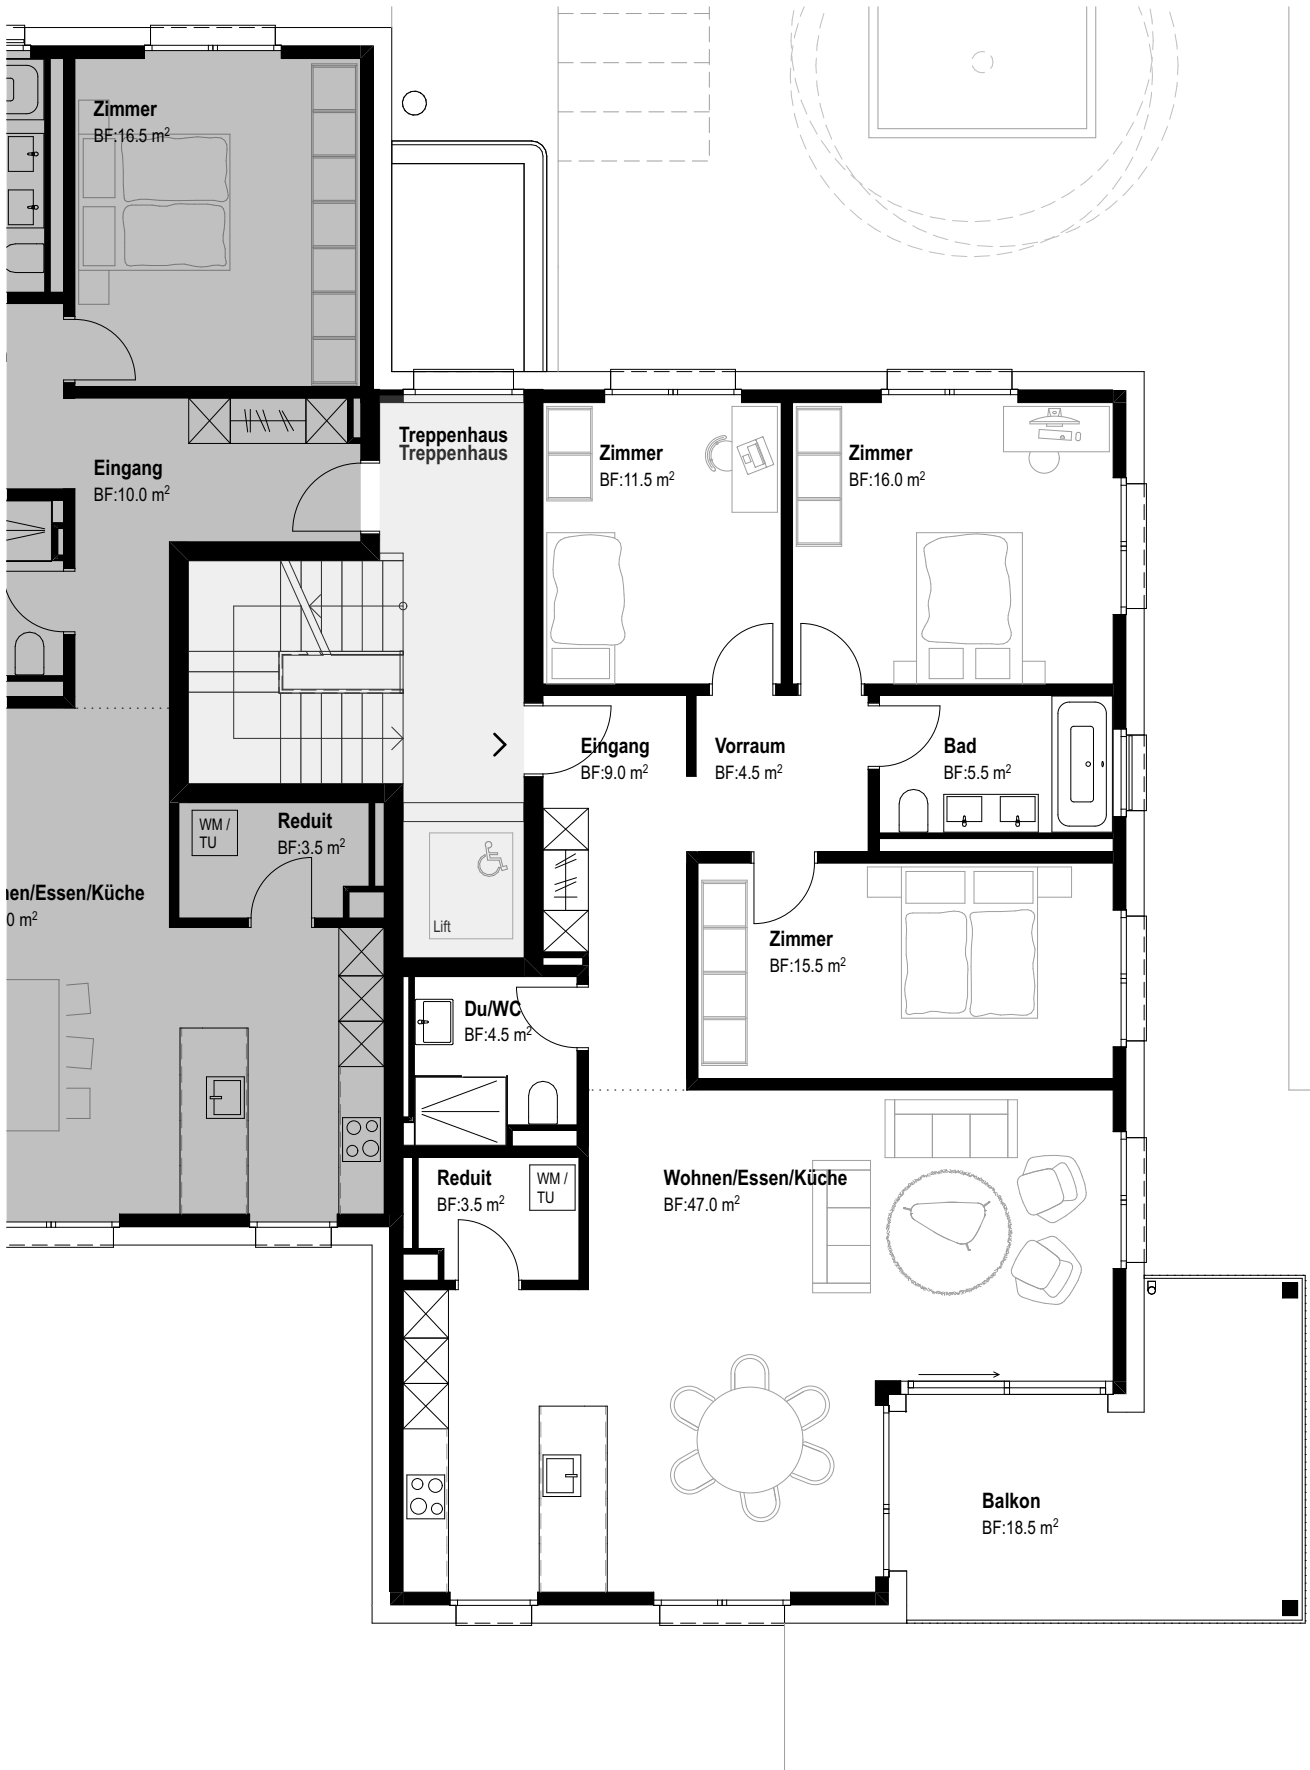 Zimmer
BF:16.5 m²
Eingang
BF:10.0 m²
Treppenhaus
Treppenhaus
Zimmer
BF:11.5 m²
Zimmer
BF:16.0 m²
Eingang
BF:9.0 m²
Vorraum
BF:4.5 m²
Bad
BF:5.5 m²
WM /
TU
Reduit
BF:3.5 m²
nen/Essen/Küche
0 m²
Lift
Zimmer
BF:15.5 m²
Du/WC
BF:4.5 m²
Reduit
BF:3.5 m²
WM /
TU
Wohnen/Essen/Küche
BF:47.0 m²
Balkon
BF:18.5 m²